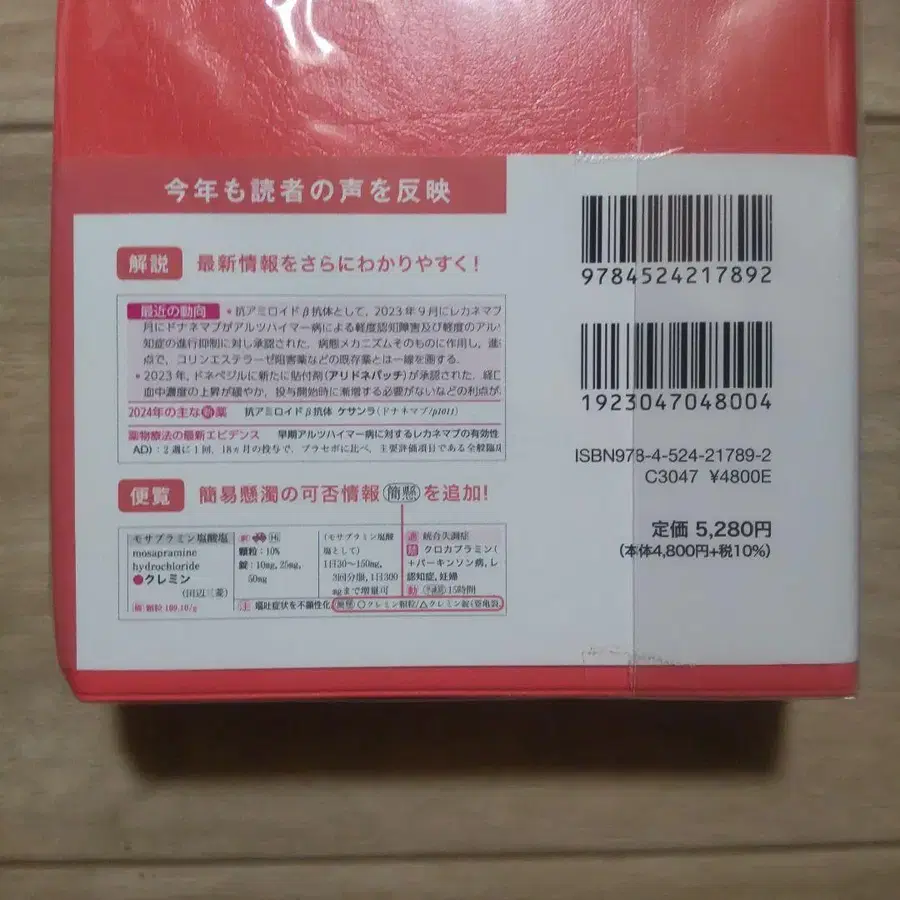 今年も読者の声を反映
解説 最新情報をさらにわかりやすく!
最近の動向 ●抗アミロイドβ抗体として，2023年9月にレカネマブ
月にドナネマブがアルツハイマー病による軽度認知障害及び軽度のアル
知症の進行抑制に対し承認された．病態メカニズムそのものに作用し，進
点で，コリンエステラーゼ阻害薬などの既存薬とは一線を画する．
●2023年，ドネペジルに新たに貼付剤(アリドネパッチ)が承認された．経
血中濃度の上昇が緩やか，投与開始時に漸増する必要がないなどの利点が
2024年の主な新薬 抗アミロイドβ抗体 ケサンラ(ドナネマブ/p1011)
薬物療法の最新エビデンス 早期アルツハイマー病に対するレカネマブの有効性
AD)：2週に1回，18ヵ月の投与で，プラセボに比べ，主要評価項目である全般臨
便覧 簡易懸濁の可否情報 簡懸 を追加!
モサプラミン塩酸塩
mosapramine
hydrochloride
●クレミン
(田辺三菱)
顆粒109.10/g
顆粒：10%
錠：10mg, 25mg,
50mg
(モサプラミン塩酸
塩として)
1日30〜150mg,
3回分服，1日300
mgまで増量可
適 統合失調症
禁 クロカプラミン(
+パーキンソン病，レ
認知症，妊婦
動 15時間
注 嘔吐症状を不顕性化 簡懸 ○クレミン顆粒/△クレミン錠
9784524217892
1923047048004
ISBN978-4-524-21789-2
C3047 ¥4800E
定価 5,280円
(本体4,800円+税10%)